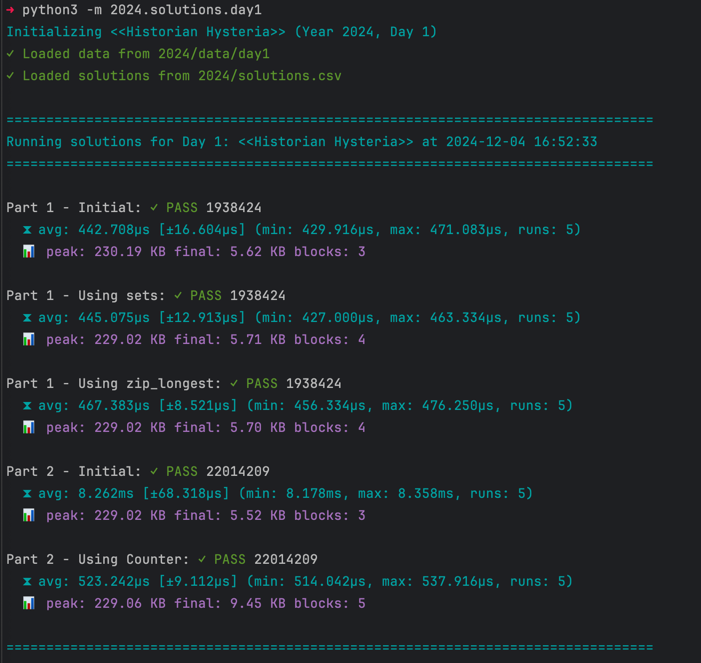 → python3 -m 2024.solutions.day1
Initializing <<Historian Hysteria>> (Year 2024, Day 1)
✓ Loaded data from 2024/data/day1
✓ Loaded solutions from 2024/solutions.csv
================================================================================
Running solutions for Day 1: <<Historian Hysteria>> at 2024-12-04 16:52:33
================================================================================
Part 1 - Initial: ✓ PASS 1938424
⧗ avg: 442.708µs [±16.604µs] (min: 429.916µs, max: 471.083µs, runs: 5)
📊 peak: 230.19 KB final: 5.62 KB blocks: 3
Part 1 - Using sets: ✓ PASS 1938424
⧗ avg: 445.075µs [±12.913µs] (min: 427.000µs, max: 463.334µs, runs: 5)
📊 peak: 229.02 KB final: 5.71 KB blocks: 4
Part 1 - Using zip_longest: ✓ PASS 1938424
⧗ avg: 467.383µs [±8.521µs] (min: 456.334µs, max: 476.250µs, runs: 5)
📊 peak: 229.02 KB final: 5.70 KB blocks: 4
Part 2 - Initial: ✓ PASS 22014209
⧗ avg: 8.262ms [±68.318µs] (min: 8.178ms, max: 8.358ms, runs: 5)
📊 peak: 229.02 KB final: 5.52 KB blocks: 3
Part 2 - Using Counter: ✓ PASS 22014209
⧗ avg: 523.242µs [±9.112µs] (min: 514.042µs, max: 537.916µs, runs: 5)
📊 peak: 229.06 KB final: 9.45 KB blocks: 5
================================================================================